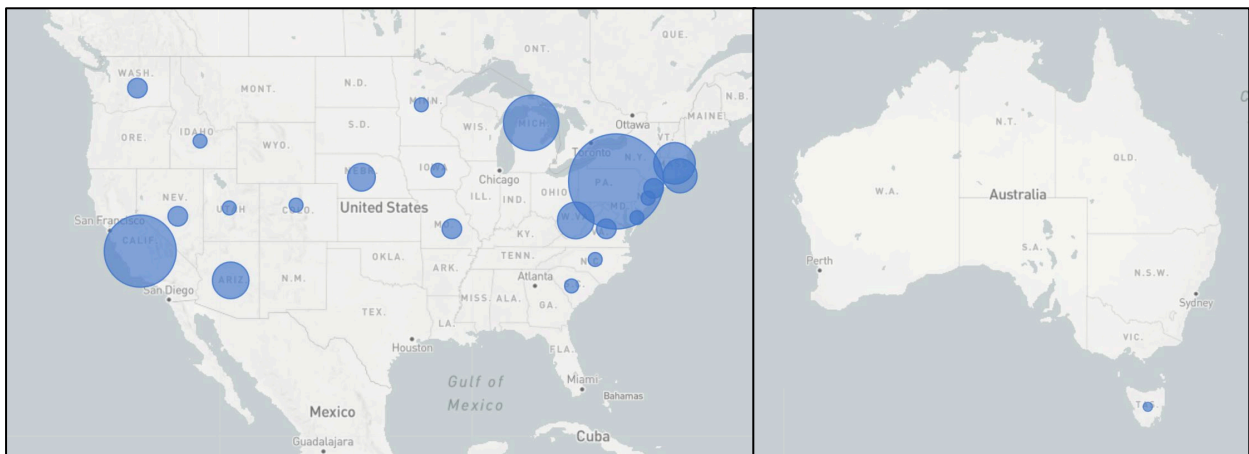 QUE.
ONT.
WASH.
MONT.
N.D.
MINN.
N.B.
MAINE
Ottawa
VT.
ORE.
IDAHO
S.D.
WIS.
MICH.
Toronto
N.Y.
WYO.
NEBR.
IOWA
Chicago
PA.
NEV.
UTAH
COLO.
United States
ILL.
IND.
OHIO
MD.
San Francisco
CALIF.
MO.
KY.
W.VA.
VA.
San Diego
ARIZ.
N.M.
OKLA.
ARK.
TENN.
N.C.
Atlanta
S.C.
MISS.
ALA.
GA.
TEX.
LA.
Houston
FLA.
Gulf of
Mexico
Miami
Bahamas
Mexico
Cuba
Guadalajara
N.T.
QLD.
W.A.
Australia
S.A.
Perth
N.S.W.
Sydney
VIC.
TAS.